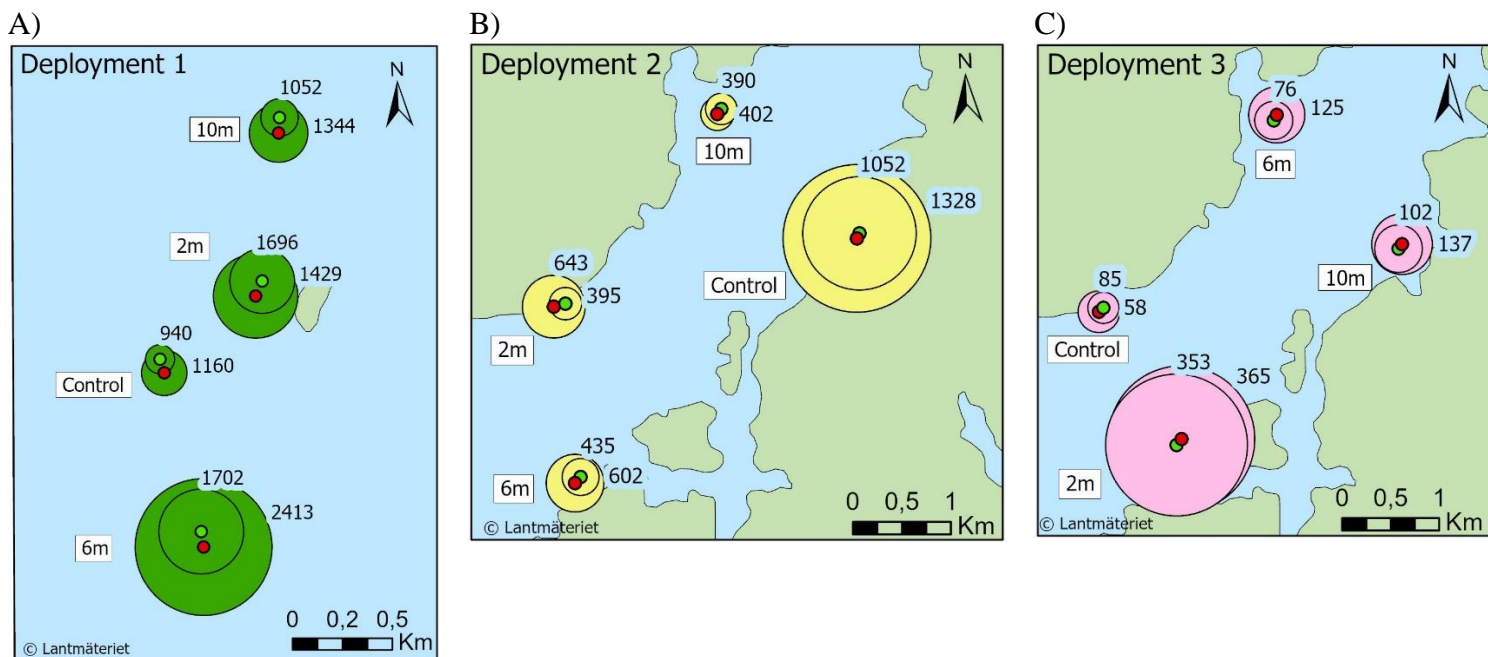 A)
Deployment 1
N
1052
10m
1344
2m
1696
1429
940
Control
1160
1702
2413
6m
0 0,2 0,5
Km
© Lantmäteriet
B)
Deployment 2
N
390
402
10m
1052
1328
643
395
Control
2m
435
6m
602
0 0,5 1
Km
© Lantmäteriet
C)
Deployment 3
N
76
125
6m
102
137
10m
85
58
Control
353
365
2m
0 0,5 1
Km
© Lantmäteriet